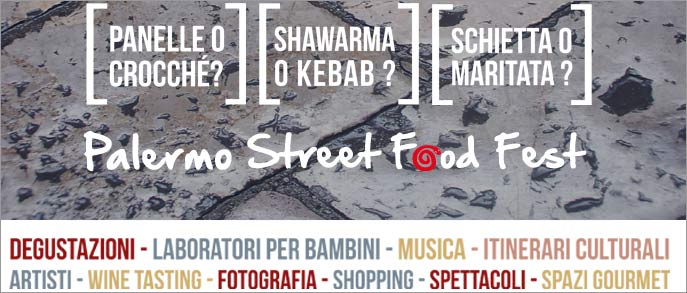 PANELLE O
CROCCHÉ?
SHAWARMA
O KEBAB ?
SCHIETTA O
MARITATA ?
Palermo Street Food Fest
DEGUSTAZIONI - LABORATORI PER BAMBINI - MUSICA - ITINERARI CULTURALI
ARTISTI - WINE TASTING - FOTOGRAFIA - SHOPPING - SPETTACOLI - SPAZI GOURMET